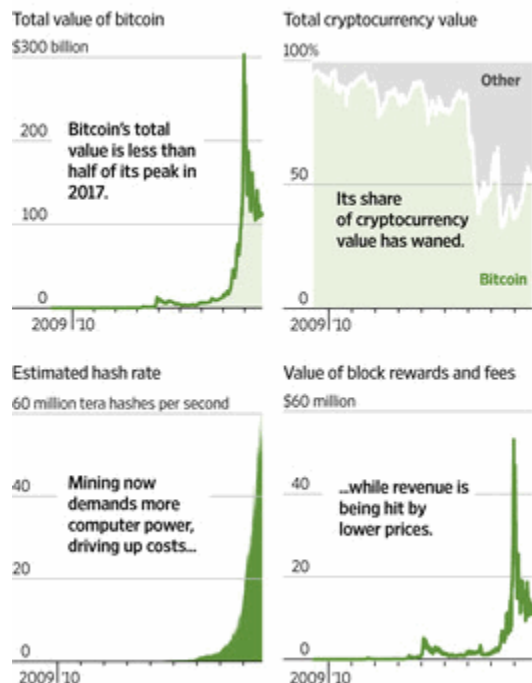 Total value of bitcoin
$300 billion
200
100
0
2009 '10
Bitcoin's total
value is less than
half of its peak in
2017.
Total cryptocurrency value
100%
50
0
2009 '10
Other
Its share
of cryptocurrency
value has waned.
Bitcoin
Estimated hash rate
60 million tera hashes per second
40
20
0
2009 '10
Mining now
demands more
computer power,
driving up costs...
Value of block rewards and fees
$60 million
40
20
0
2009 '10
...while revenue is
being hit by
lower prices.